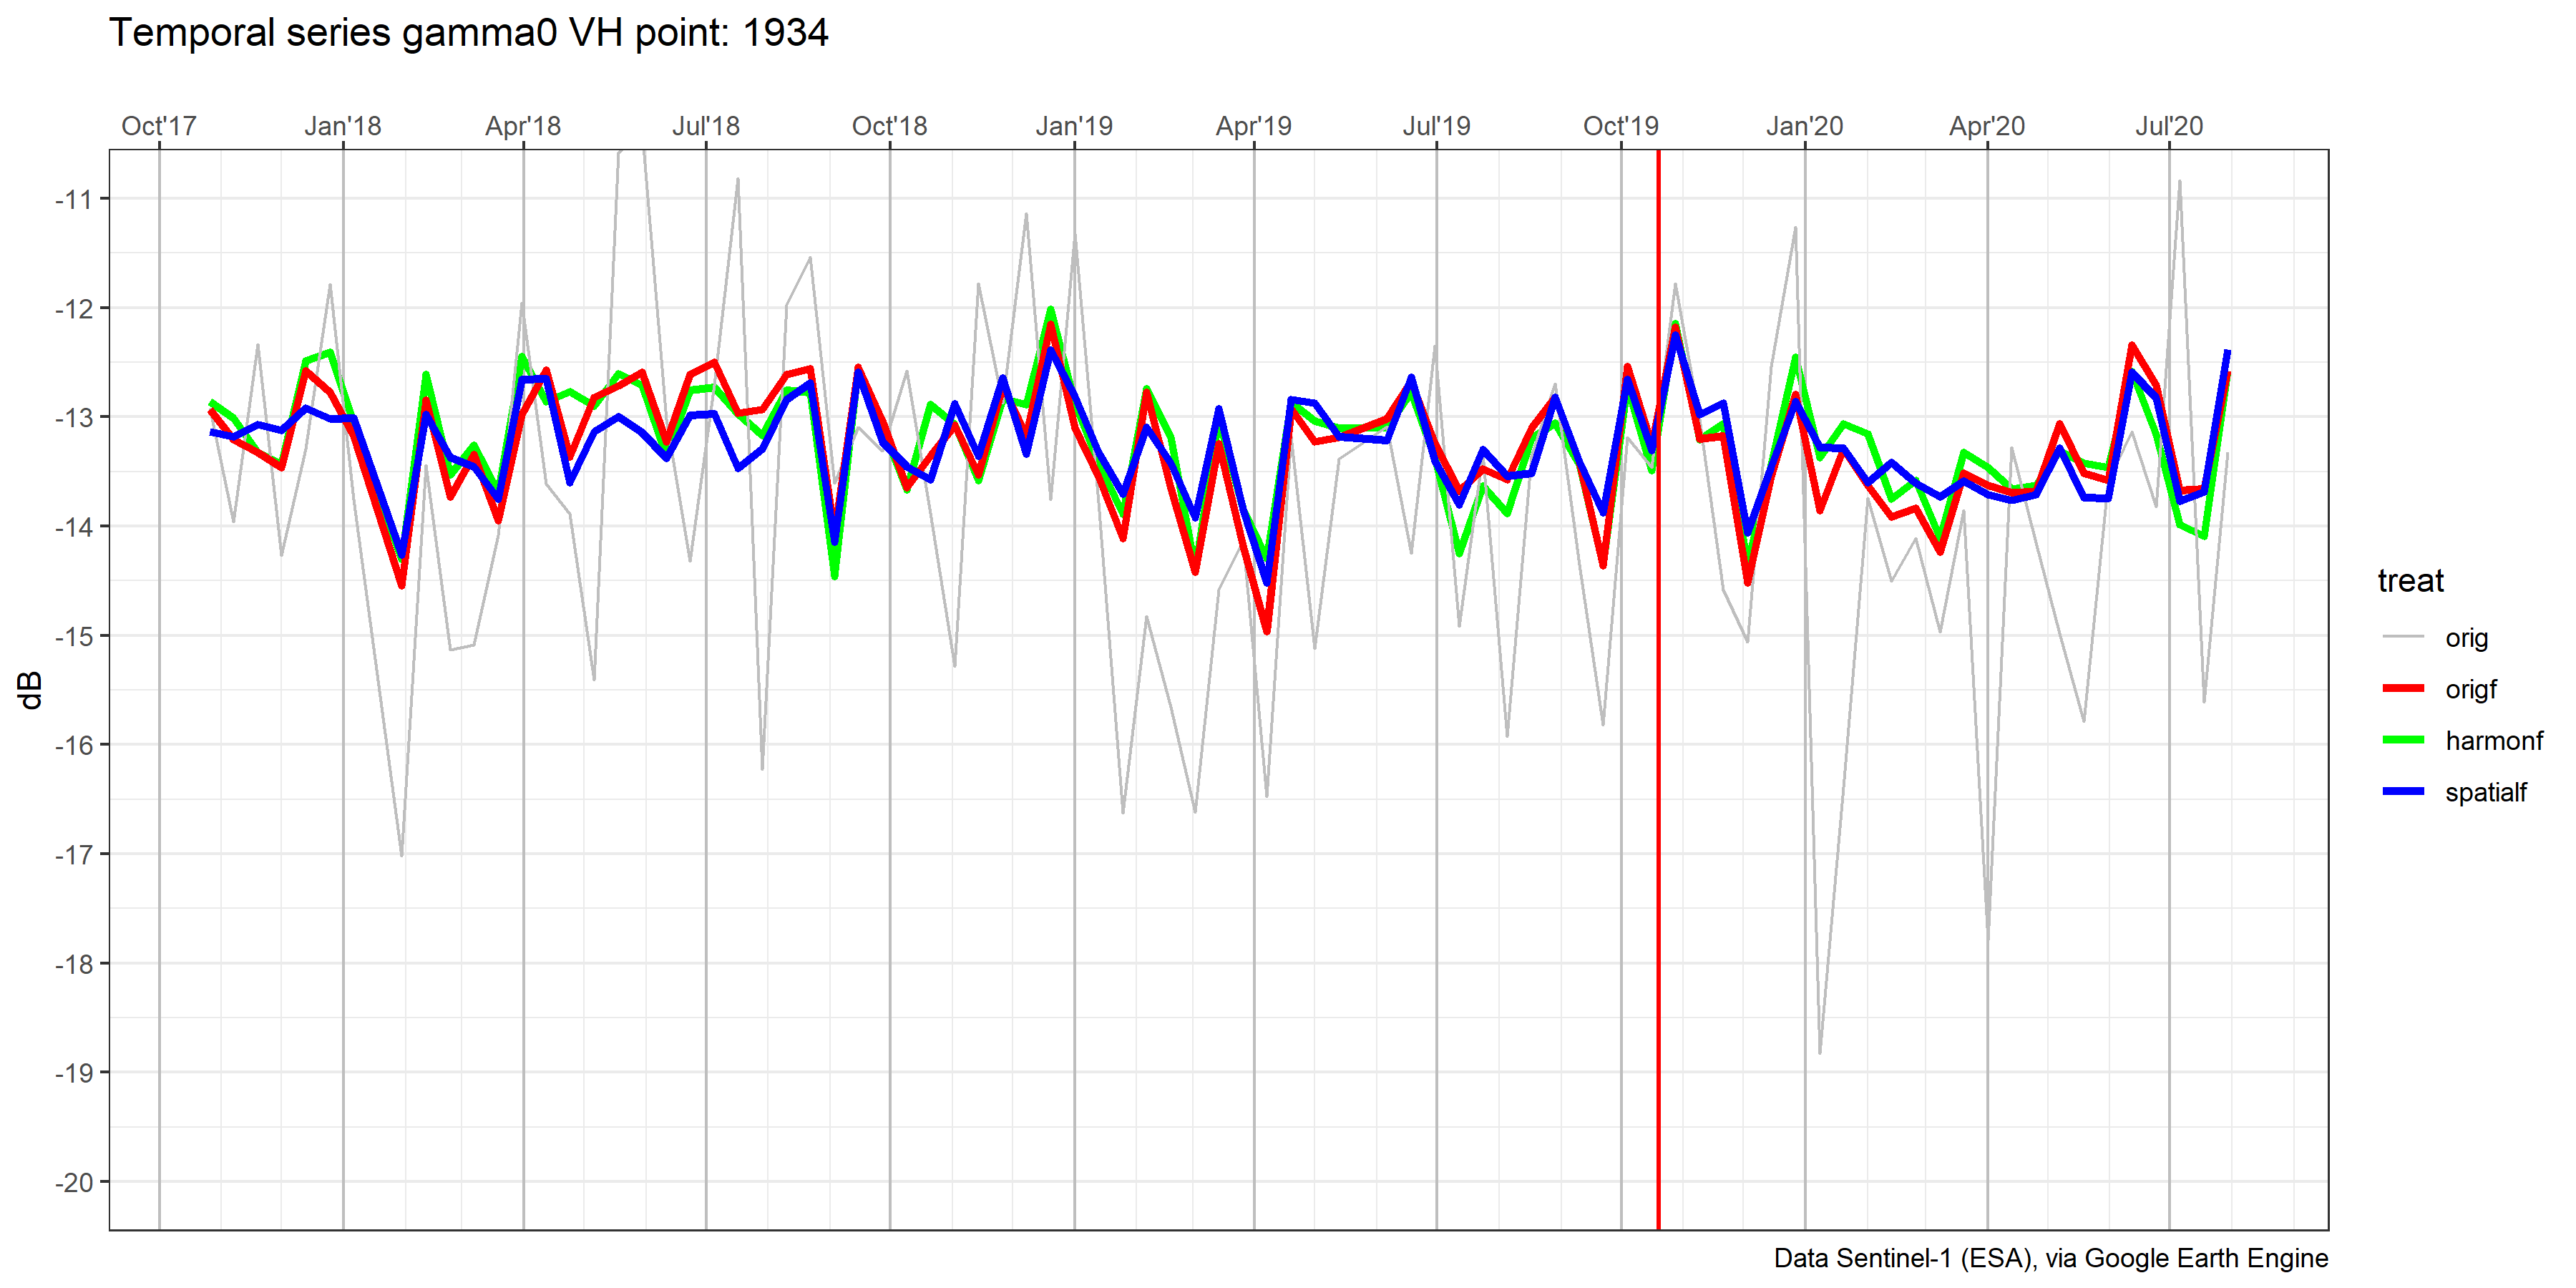 Temporal series gamma0 VH point: 1934
Oct'17 Jan'18 Apr'18 Jul'18 Oct'18 Jan'19 Apr'19 Jul'19 Oct'19 Jan'20 Apr'20 Jul'20
-11
-12
-13
-14
-15
-16
-17
-18
-19
-20
dB
treat
orig
origf
harmonf
spatialf
Data Sentinel-1 (ESA), via Google Earth Engine